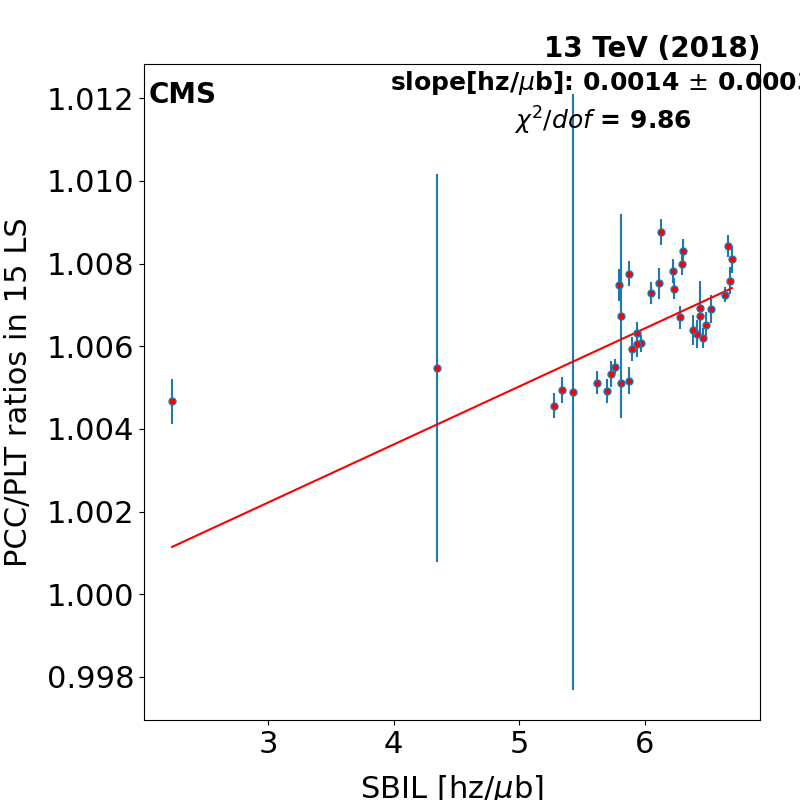 13 TeV (2018)
CMS
slope[hz/μb]: 0.0014 ± 0.0003
χ²/dof = 9.86
PCC/PLT ratios in 15 LS
1.012
1.010
1.008
1.006
1.004
1.002
1.000
0.998
3 4 5 6
SBIL [hz/μb]